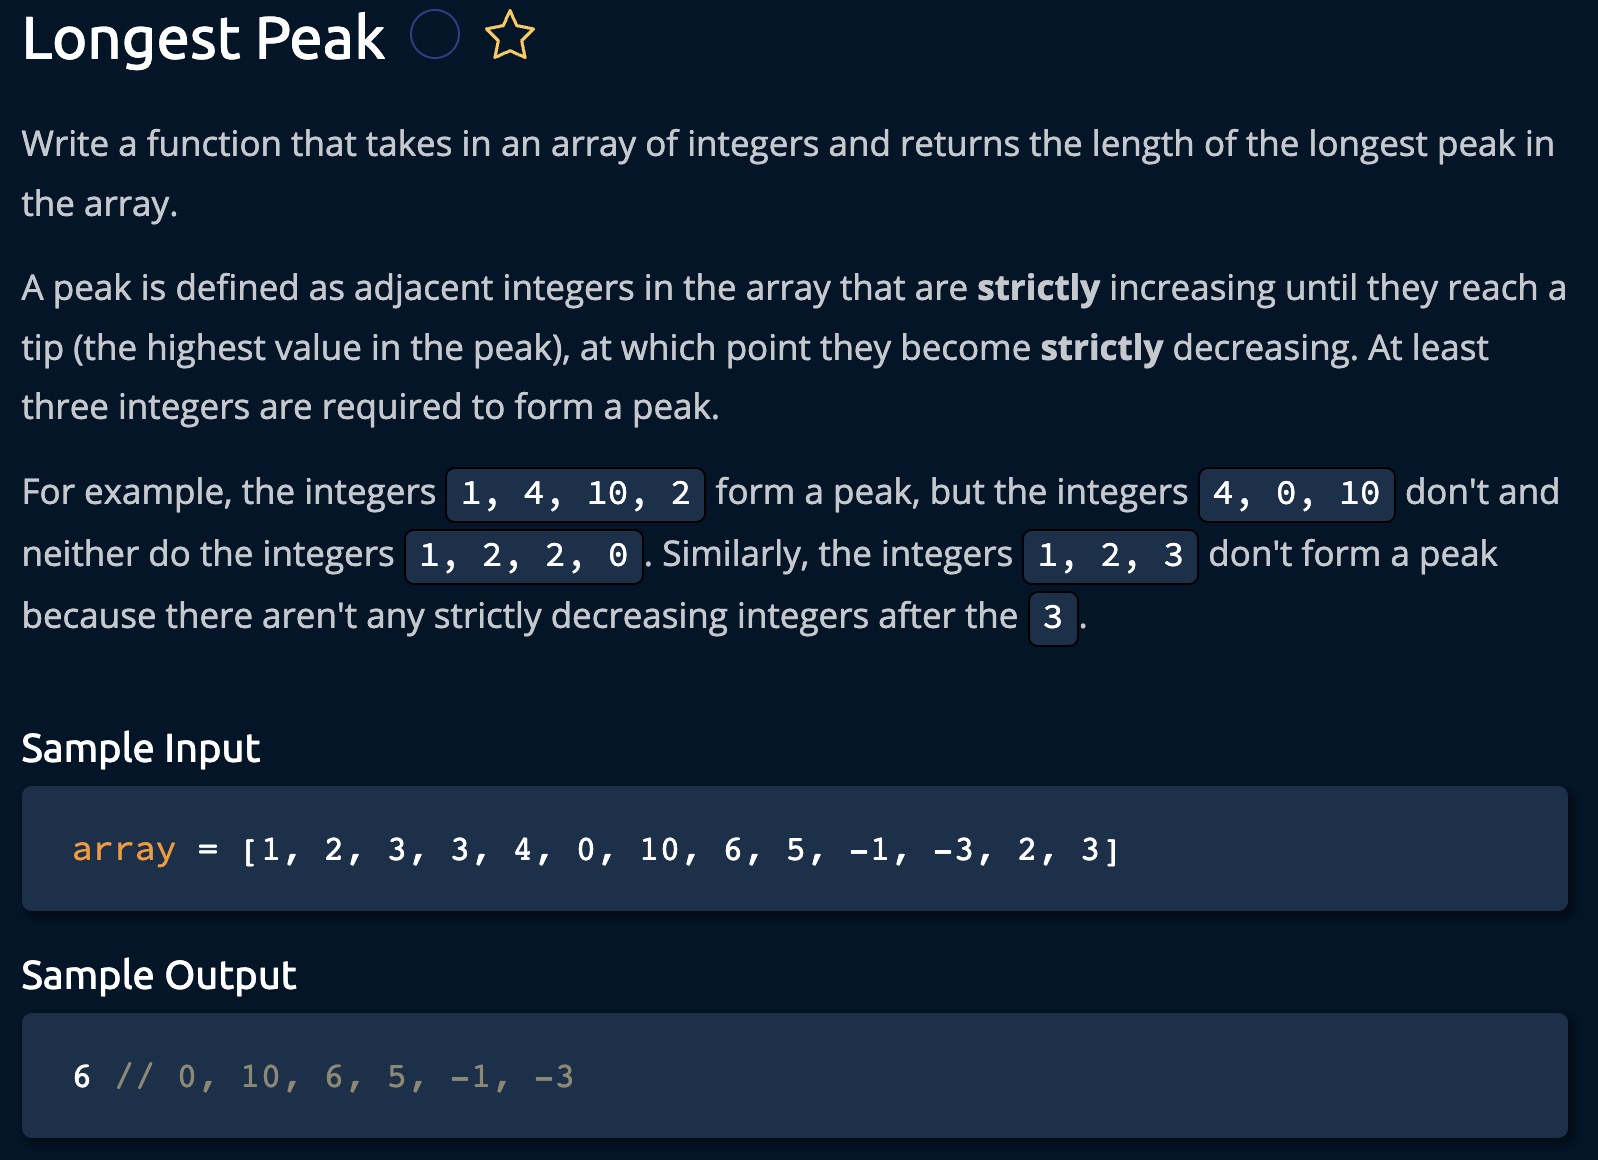 Longest Peak
Write a function that takes in an array of integers and returns the length of the longest peak in
the array.
A peak is defined as adjacent integers in the array that are strictly increasing until they reach a
tip (the highest value in the peak), at which point they become strictly decreasing. At least
three integers are required to form a peak.
For example, the integers 1, 4, 10, 2 form a peak, but the integers 4, 0, 10 don't and
neither do the integers 1, 2, 2, 0. Similarly, the integers 1, 2, 3 don't form a peak
because there aren't any strictly decreasing integers after the 3.
Sample Input
array = [1, 2, 3, 3, 4, 0, 10, 6, 5, -1, -3, 2, 3]
Sample Output
6 // 0, 10, 6, 5, -1, -3